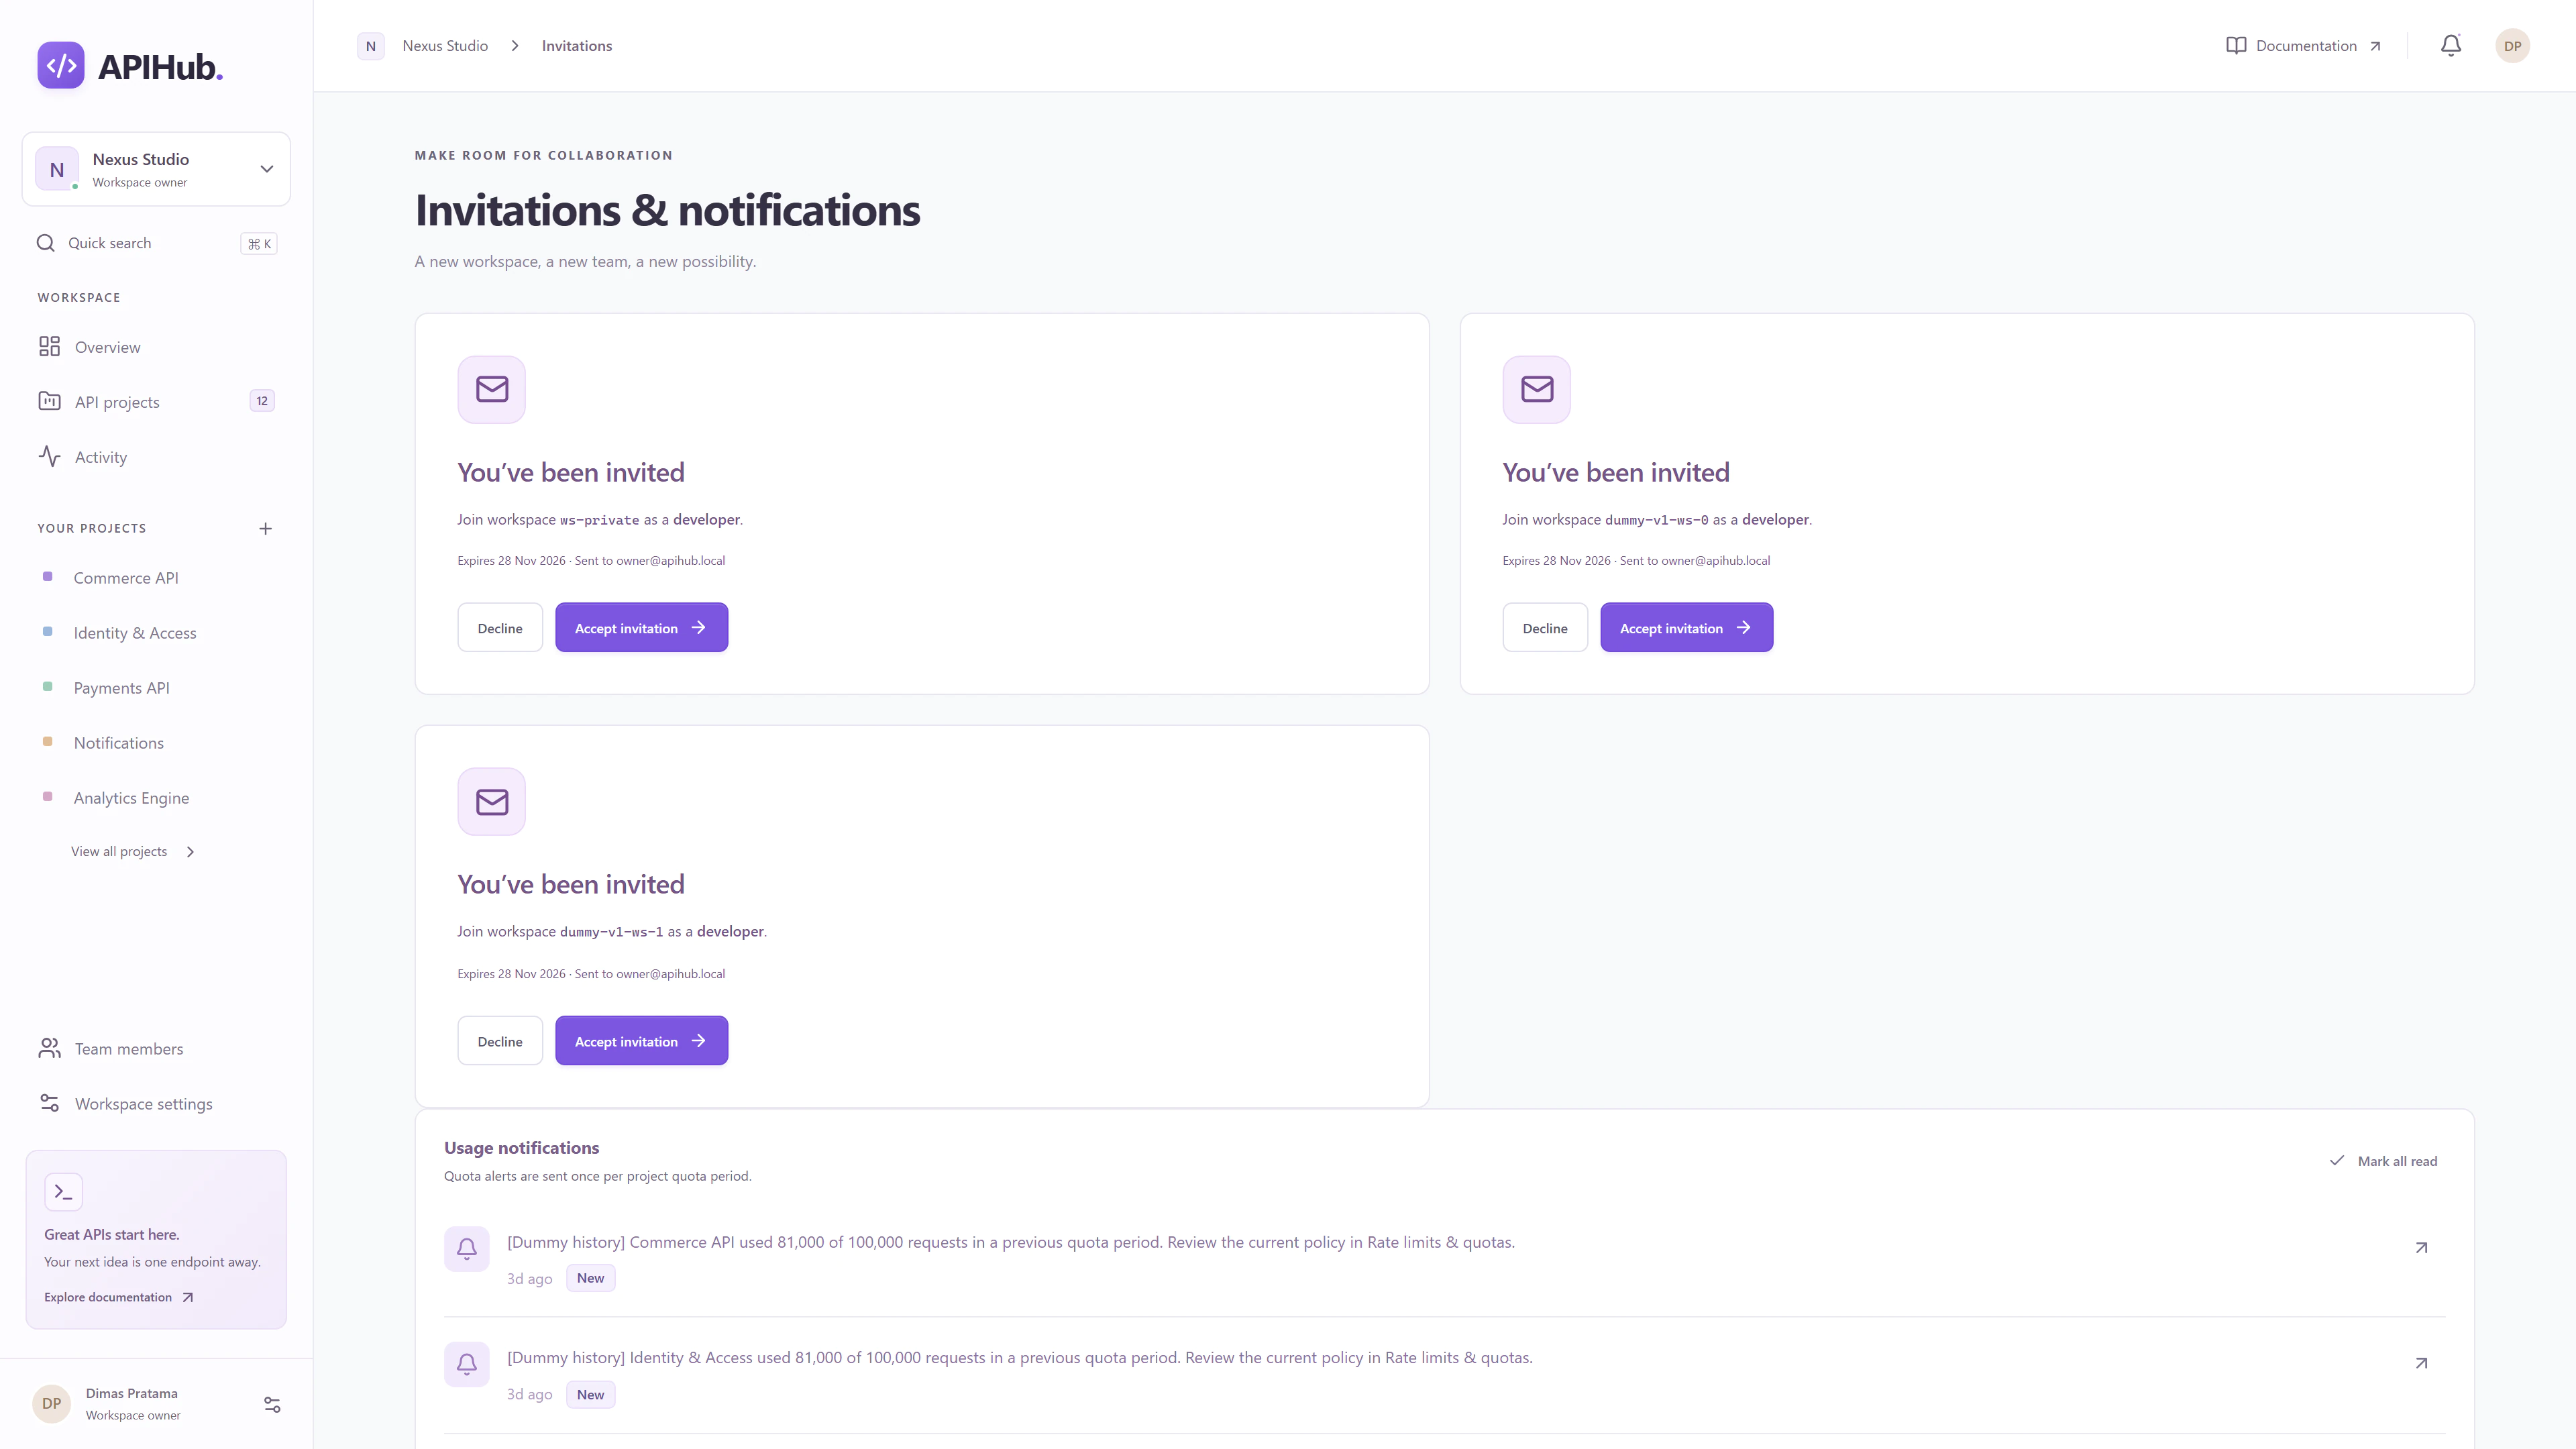 APIHub.
N
Nexus Studio
Workspace owner
Quick search
⌘ K
WORKSPACE
Overview
API projects
12
Activity
YOUR PROJECTS
Commerce API
Identity & Access
Payments API
Notifications
Analytics Engine
View all projects
Team members
Workspace settings
Great APIs start here.
Your next idea is one endpoint away.
Explore documentation
DP
Dimas Pratama
Workspace owner
N
Nexus Studio
Invitations
Documentation
DP
MAKE ROOM FOR COLLABORATION
Invitations & notifications
A new workspace, a new team, a new possibility.
You’ve been invited
Join workspace ws-private as a developer.
Expires 28 Nov 2026 · Sent to owner@apihub.local
Decline
Accept invitation
You’ve been invited
Join workspace dummy-v1-ws-0 as a developer.
Expires 28 Nov 2026 · Sent to owner@apihub.local
Decline
Accept invitation
You’ve been invited
Join workspace dummy-v1-ws-1 as a developer.
Expires 28 Nov 2026 · Sent to owner@apihub.local
Decline
Accept invitation
Usage notifications
Quota alerts are sent once per project quota period.
Mark all read
[Dummy history] Commerce API used 81,000 of 100,000 requests in a previous quota period. Review the current policy in Rate limits & quotas.
3d ago
New
[Dummy history] Identity & Access used 81,000 of 100,000 requests in a previous quota period. Review the current policy in Rate limits & quotas.
3d ago
New